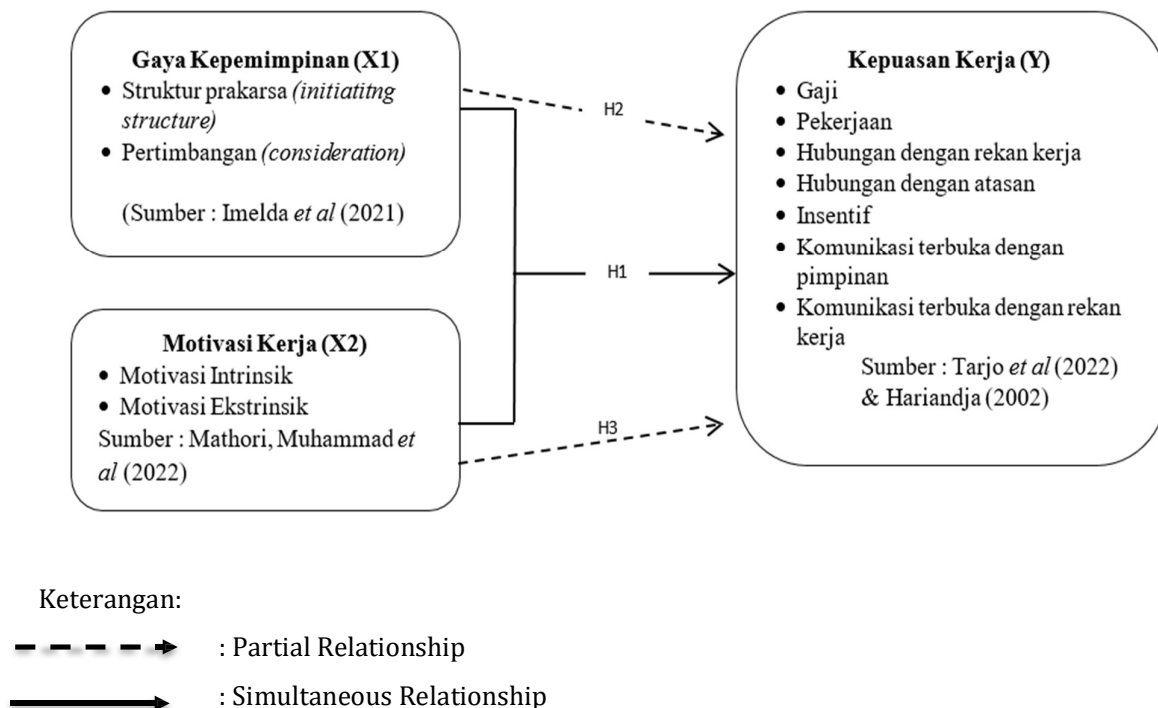 Gaya Kepemimpinan (X1)
• Struktur prakarsa (initiatitng
structure)
• Pertimbangan (consideration)
(Sumber : Imelda et al (2021)
Motivasi Kerja (X2)
• Motivasi Intrinsik
• Motivasi Ekstrinsik
Sumber : Mathori, Muhammad et
al (2022)
H2
H1
H3
Kepuasan Kerja (Y)
• Gaji
• Pekerjaan
• Hubungan dengan rekan kerja
• Hubungan dengan atasan
• Insentif
• Komunikasi terbuka dengan
pimpinan
• Komunikasi terbuka dengan rekan
kerja
Sumber : Tarjo et al (2022)
& Hariandja (2002)
Keterangan:
: Partial Relationship
: Simultaneous Relationship